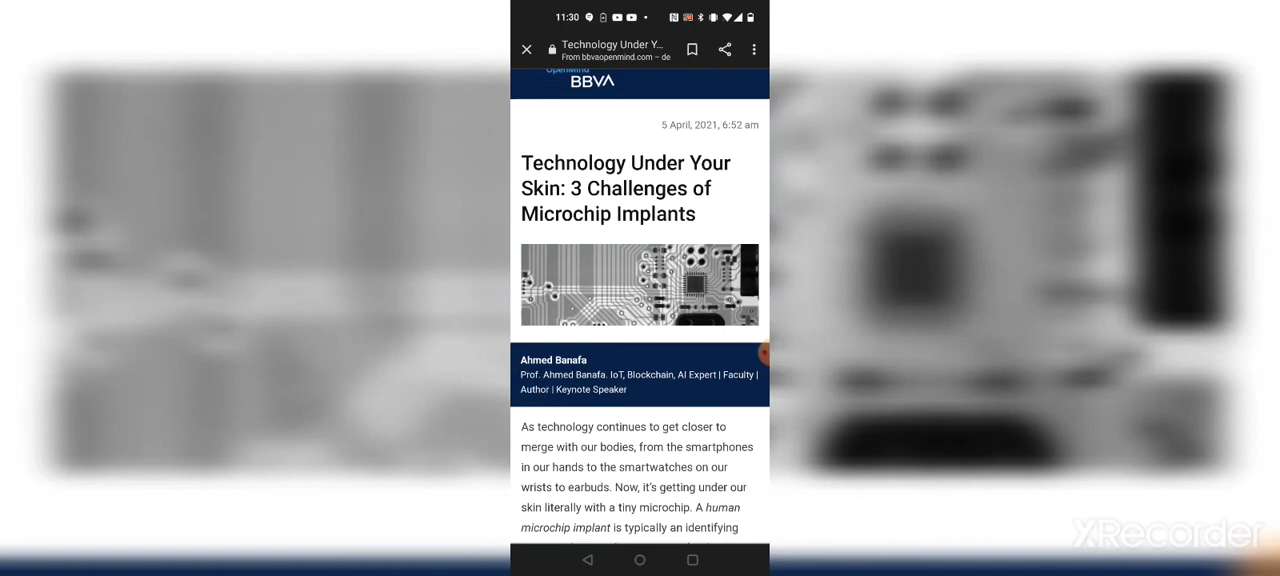 11:30
Technology Under Y...
From bbvaopenmind.com – de
OpenMind
BBVA
5 April, 2021, 6:52 am
Technology Under Your
Skin: 3 Challenges of
Microchip Implants
Ahmed Banafa
Prof. Ahmed Banafa. IoT, Blockchain, AI Expert | Faculty |
Author | Keynote Speaker
As technology continues to get closer to
merge with our bodies, from the smartphones
in our hands to the smartwatches on our
wrists to earbuds. Now, it's getting under our
skin literally with a tiny microchip. A human
microchip implant is typically an identifying
XRecorder